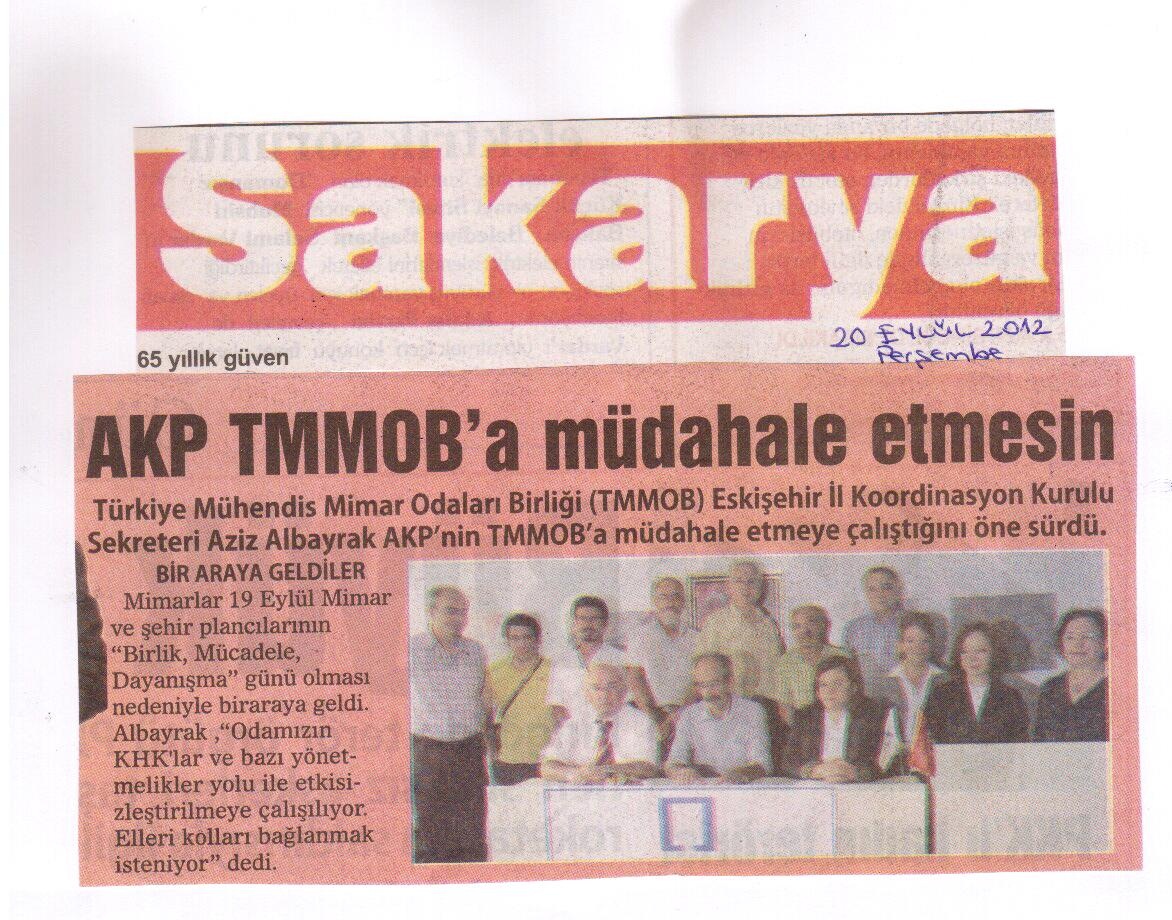 Sakarya
20 EYLÜL 2012
Perşembe
65 yıllık güven
AKP TMMOB'a müdahale etmesin
Türkiye Mühendis Mimar Odaları Birliği (TMMOB) Eskişehir İl Koordinasyon Kurulu
Sekreteri Aziz Albayrak AKP'nin TMMOB'a müdahale etmeye çalıştığını öne sürdü.
BİR ARAYA GELDİLER
Mimarlar 19 Eylül Mimar
ve şehir plancılarının
“Birlik, Mücadele,
Dayanışma” günü olması
nedeniyle biraraya geldi.
Albayrak ,“Odamızın
KHK'lar ve bazı yönet-
melikler yolu ile etkisi-
zleştirilmeye çalışılıyor.
Elleri kolları bağlanmak
isteniyor” dedi.